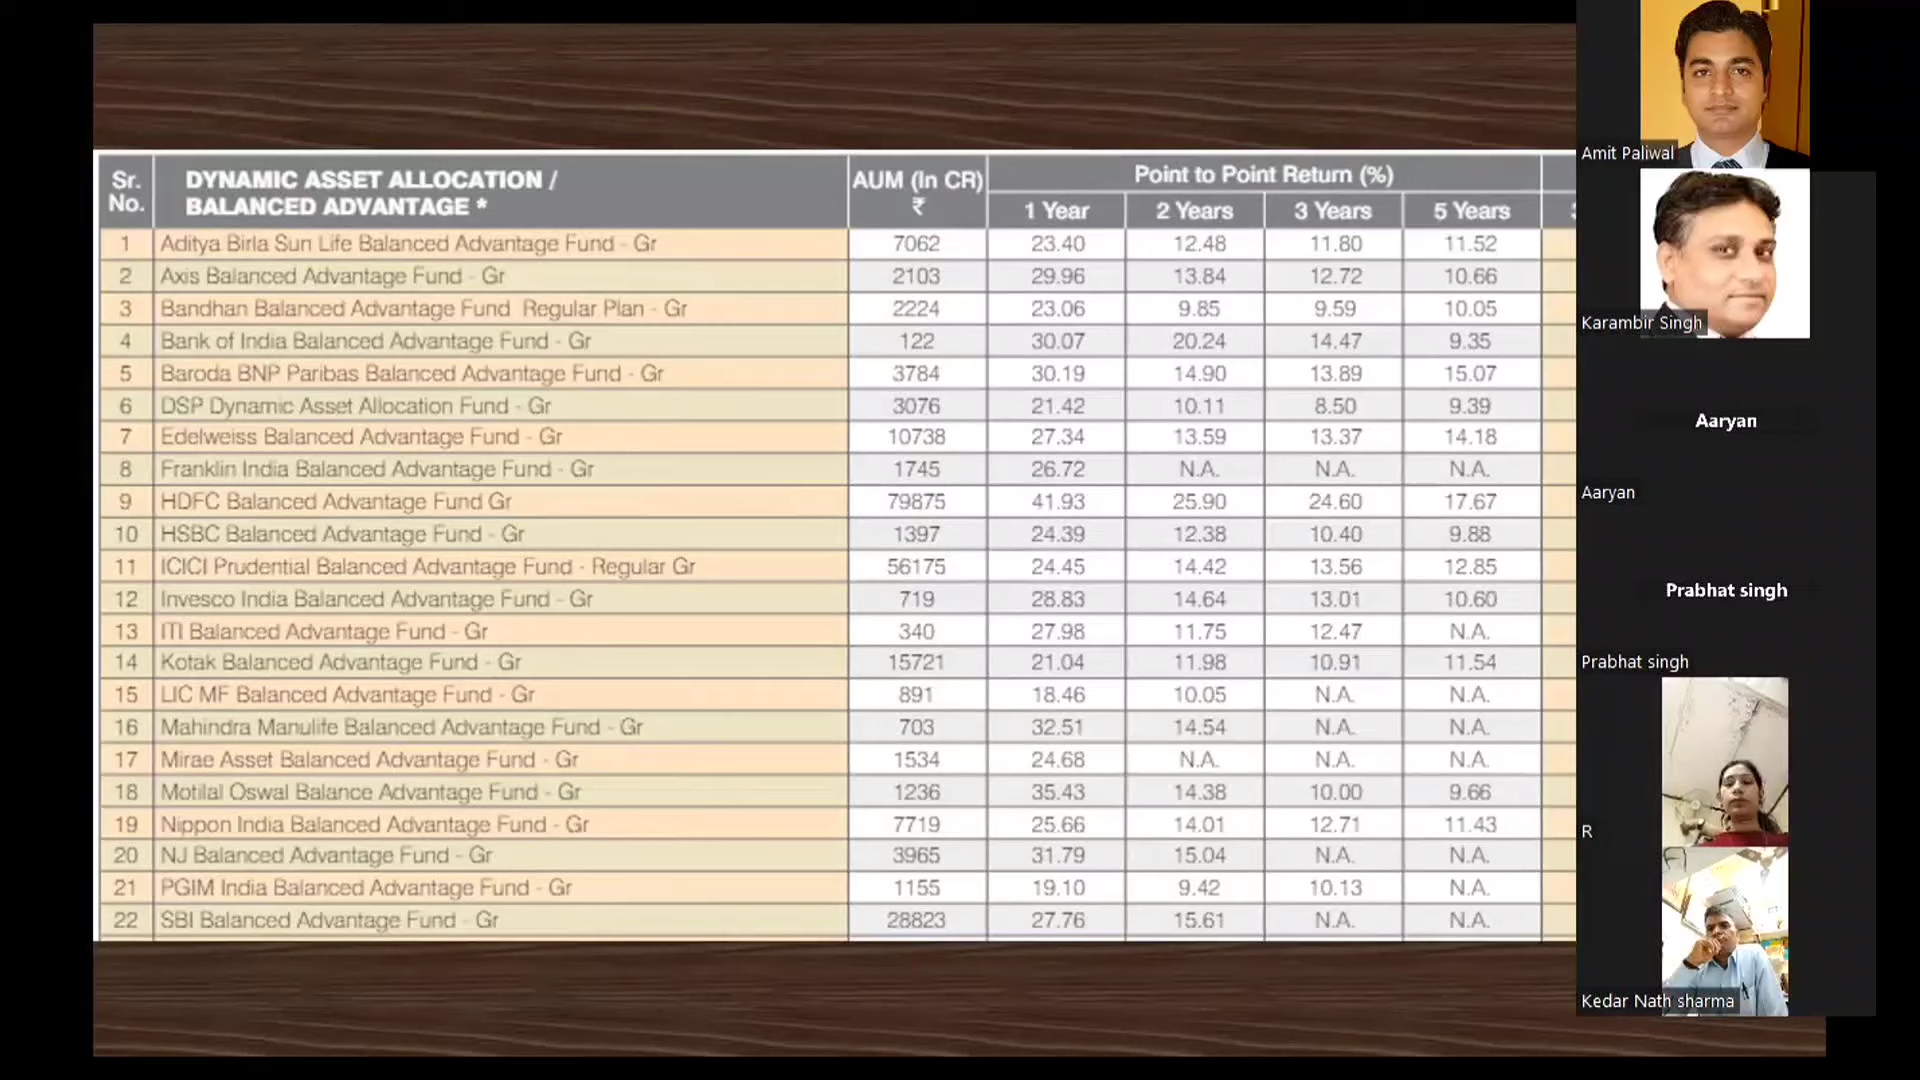 Sr. No. DYNAMIC ASSET ALLOCATION / BALANCED ADVANTAGE * AUM (In CR) ₹ Point to Point Return (%)
1 Year 2 Years 3 Years 5 Years
1 Aditya Birla Sun Life Balanced Advantage Fund - Gr 7062 23.40 12.48 11.80 11.52
2 Axis Balanced Advantage Fund - Gr 2103 29.96 13.84 12.72 10.66
3 Bandhan Balanced Advantage Fund Regular Plan - Gr 2224 23.06 9.85 9.59 10.05
4 Bank of India Balanced Advantage Fund - Gr 122 30.07 20.24 14.47 9.35
5 Baroda BNP Paribas Balanced Advantage Fund - Gr 3784 30.19 14.90 13.89 15.07
6 DSP Dynamic Asset Allocation Fund - Gr 3076 21.42 10.11 8.50 9.39
7 Edelweiss Balanced Advantage Fund - Gr 10738 27.34 13.59 13.37 14.18
8 Franklin India Balanced Advantage Fund - Gr 1745 26.72 N.A. N.A. N.A.
9 HDFC Balanced Advantage Fund Gr 79875 41.93 25.90 24.60 17.67
10 HSBC Balanced Advantage Fund - Gr 1397 24.39 12.38 10.40 9.88
11 ICICI Prudential Balanced Advantage Fund - Regular Gr 56175 24.45 14.42 13.56 12.85
12 Invesco India Balanced Advantage Fund - Gr 719 28.83 14.64 13.01 10.60
13 ITI Balanced Advantage Fund - Gr 340 27.98 11.75 12.47 N.A.
14 Kotak Balanced Advantage Fund - Gr 15721 21.04 11.98 10.91 11.54
15 LIC MF Balanced Advantage Fund - Gr 891 18.46 10.05 N.A. N.A.
16 Mahindra Manulife Balanced Advantage Fund - Gr 703 32.51 14.54 N.A. N.A.
17 Mirae Asset Balanced Advantage Fund - Gr 1534 24.68 N.A. N.A. N.A.
18 Motilal Oswal Balance Advantage Fund - Gr 1236 35.43 14.38 10.00 9.66
19 Nippon India Balanced Advantage Fund - Gr 7719 25.66 14.01 12.71 11.43
20 NJ Balanced Advantage Fund - Gr 3965 31.79 15.04 N.A. N.A.
21 PGIM India Balanced Advantage Fund - Gr 1155 19.10 9.42 10.13 N.A.
22 SBI Balanced Advantage Fund - Gr 28823 27.76 15.61 N.A. N.A.
Amit Paliwal
Karambir Singh
Aaryan
Aaryan
Prabhat singh
Prabhat singh
R
Kedar Nath sharma